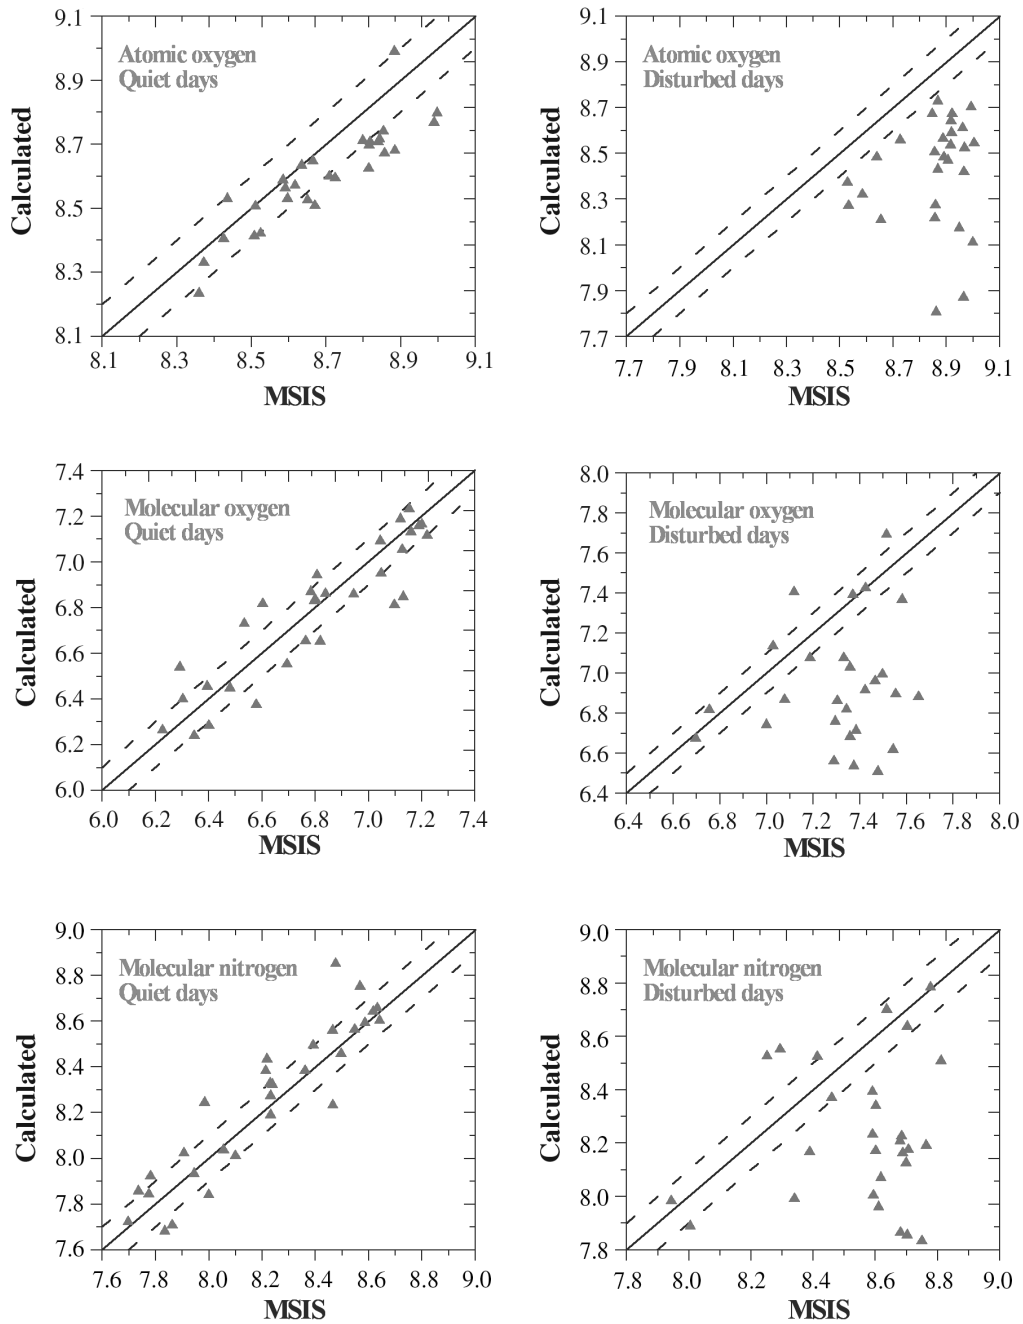 9.1
8.9
8.7
8.5
8.3
8.1
Calculated
Atomic oxygen
Quiet days
8.1 8.3 8.5 8.7 8.9 9.1
MSIS
9.1
8.9
8.7
8.5
8.3
8.1
7.9
7.7
Calculated
Atomic oxygen
Disturbed days
7.7 7.9 8.1 8.3 8.5 8.7 8.9 9.1
MSIS
7.4
7.2
7.0
6.8
6.6
6.4
6.2
6.0
Calculated
Molecular oxygen
Quiet days
6.0 6.2 6.4 6.6 6.8 7.0 7.2 7.4
MSIS
8.0
7.8
7.6
7.4
7.2
7.0
6.8
6.6
6.4
Calculated
Molecular oxygen
Disturbed days
6.4 6.6 6.8 7.0 7.2 7.4 7.6 7.8 8.0
MSIS
9.0
8.8
8.6
8.4
8.2
8.0
7.8
7.6
Calculated
Molecular nitrogen
Quiet days
7.6 7.8 8.0 8.2 8.4 8.6 8.8 9.0
MSIS
9.0
8.8
8.6
8.4
8.2
8.0
7.8
Calculated
Molecular nitrogen
Disturbed days
7.8 8.0 8.2 8.4 8.6 8.8 9.0
MSIS